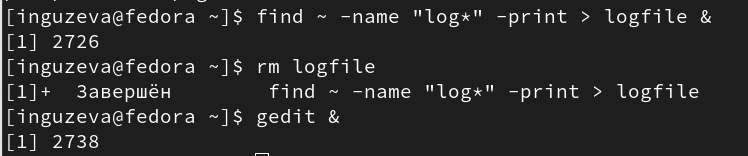 [inguzeva@fedora ~]$ find ~ -name "log*" -print > logfile &
[1] 2726
[inguzeva@fedora ~]$ rm logfile
[1]+  Завершён        find ~ -name "log*" -print > logfile
[inguzeva@fedora ~]$ gedit &
[1] 2738